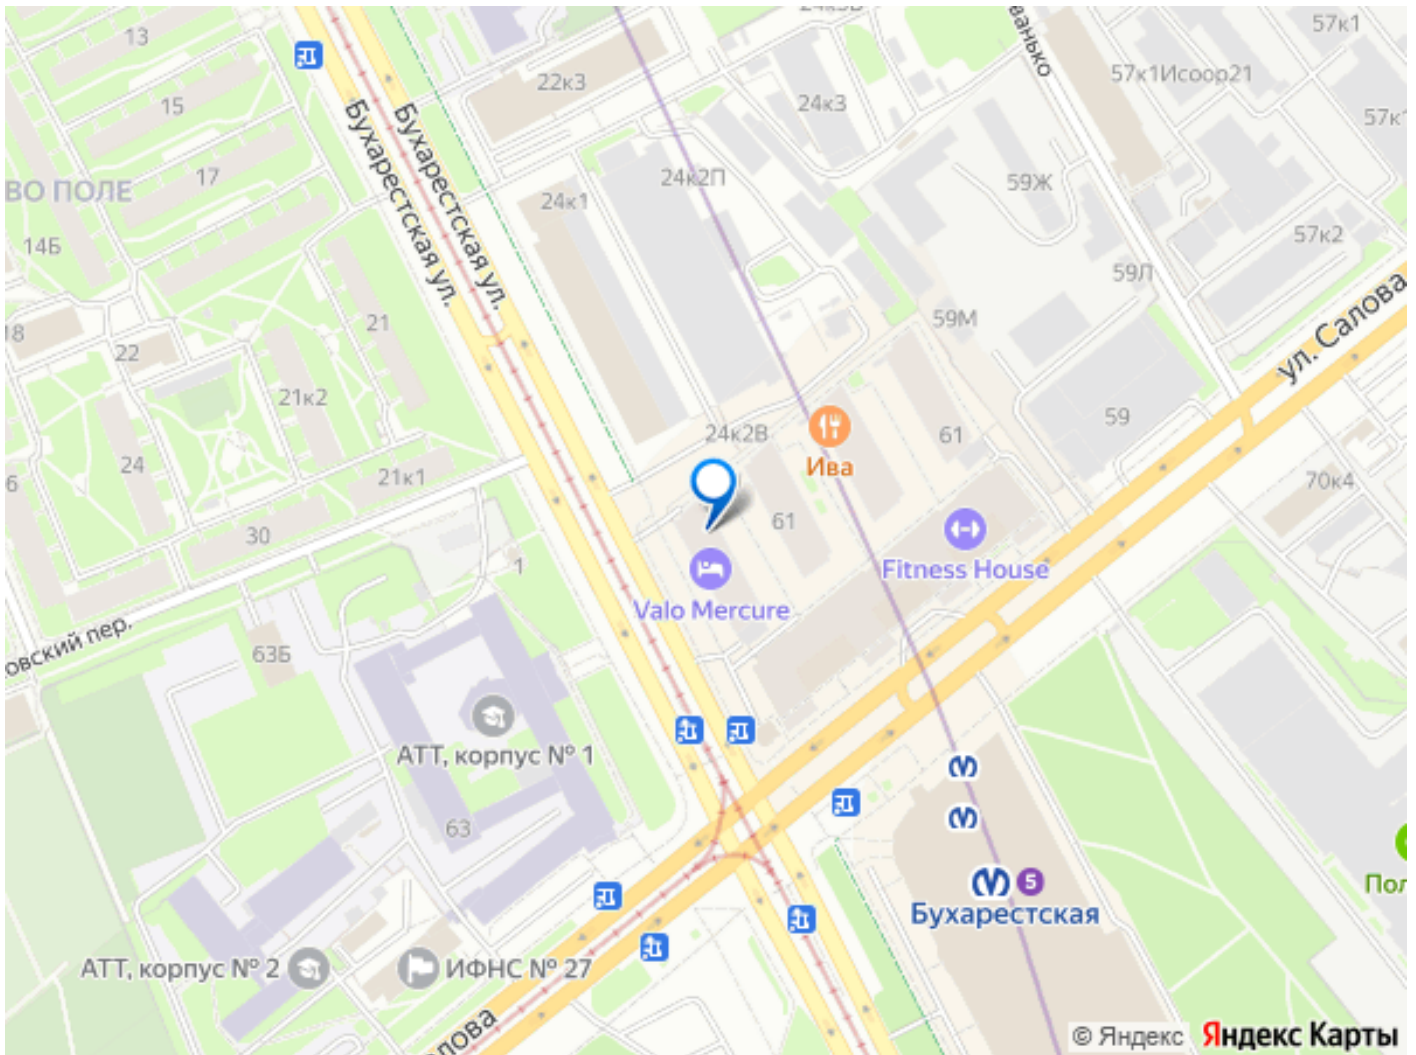 24к3В
ванько
57к1
13
22к3
57к1Исоор21
15
24к3
57к1
Бухарестская ул.
Бухарестская ул.
17
24к2П
59Ж
ВО ПОЛЕ
24к1
14Б
57к2
59Л
18
21
59М
ул. Салова
22
21к2
59
24к2В
61
24
Ива
6
21к1
70к4
30
61
1
Fitness House
Valo Mercure
овский пер.
63Б
АТТ, корпус № 1
63
5
Пол
Бухарестская
АТТ, корпус № 2
ИФНС № 27
лова
© Яндекс
Яндекс Карты